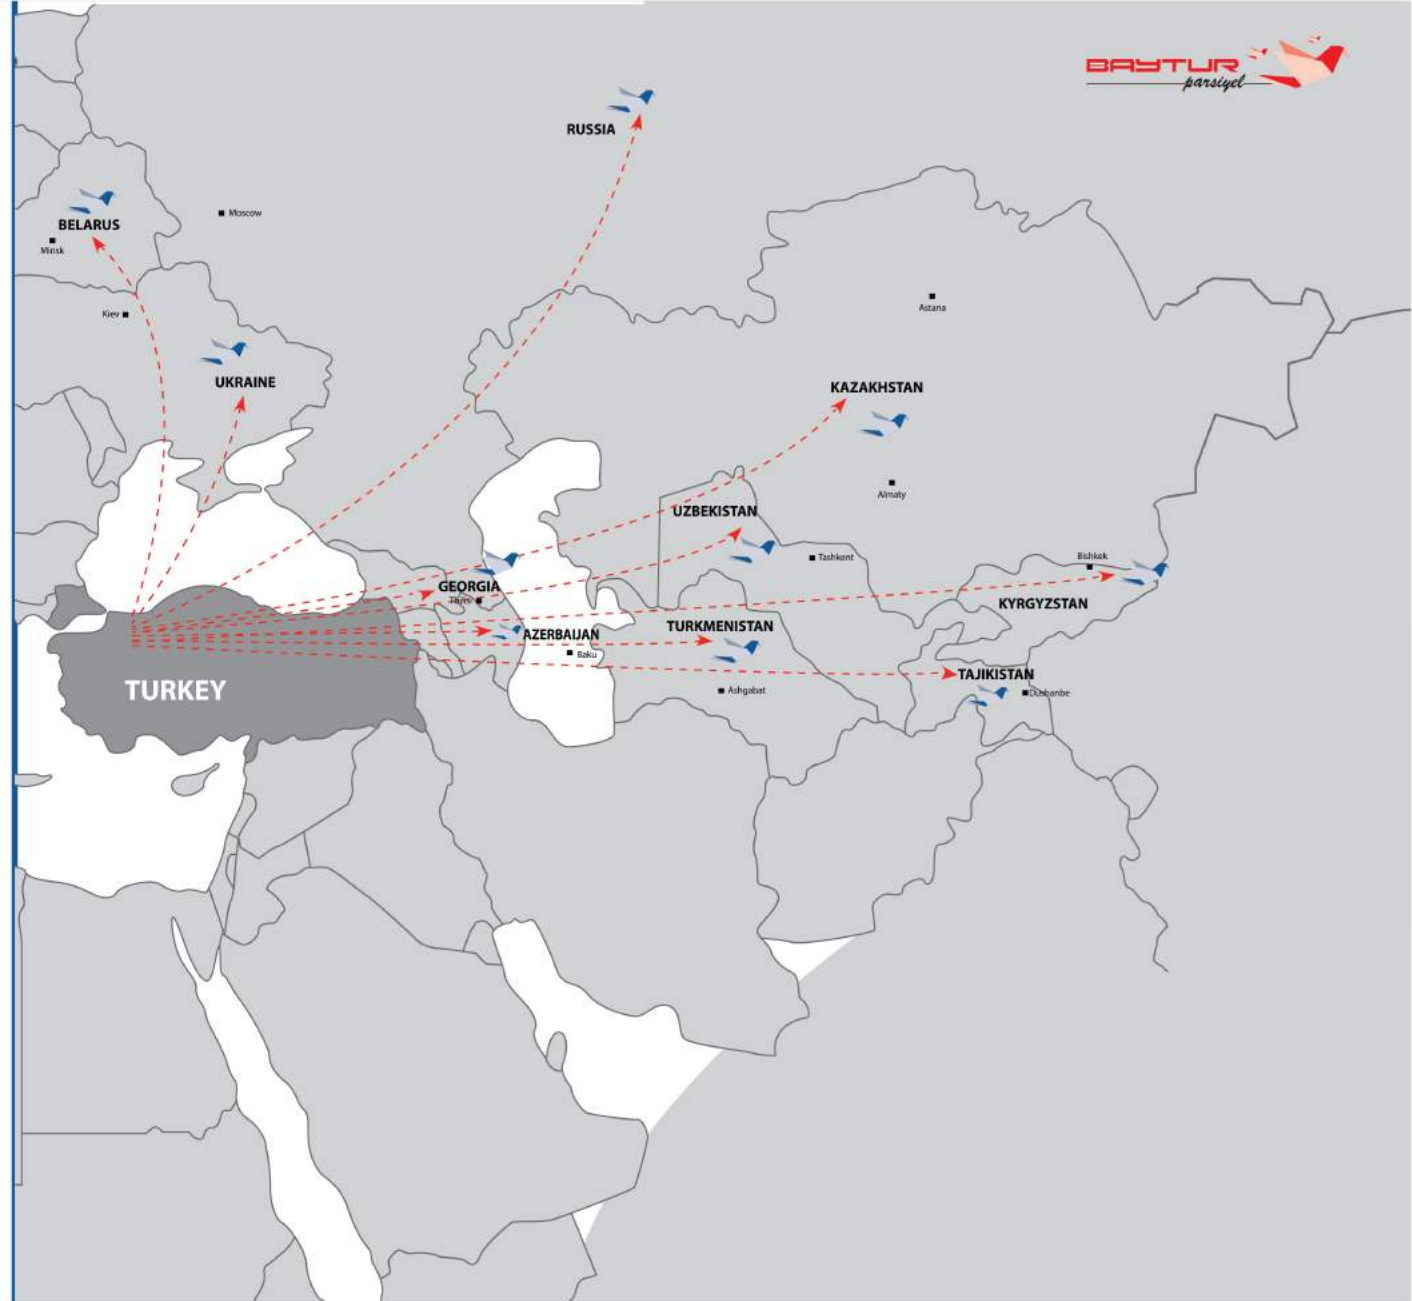 BAYTUR
parsiyel
RUSSIA
BELARUS
Moscow
Minsk
Astana
Kiev
UKRAINE
KAZAKHSTAN
Almaty
UZBEKISTAN
Tashkent
Bishkek
GEORGIA
KYRGYZSTAN
TURKMENISTAN
AZERBAIJAN
Baku
TAJIKISTAN
TURKEY
Ashgabat
Dushanbe